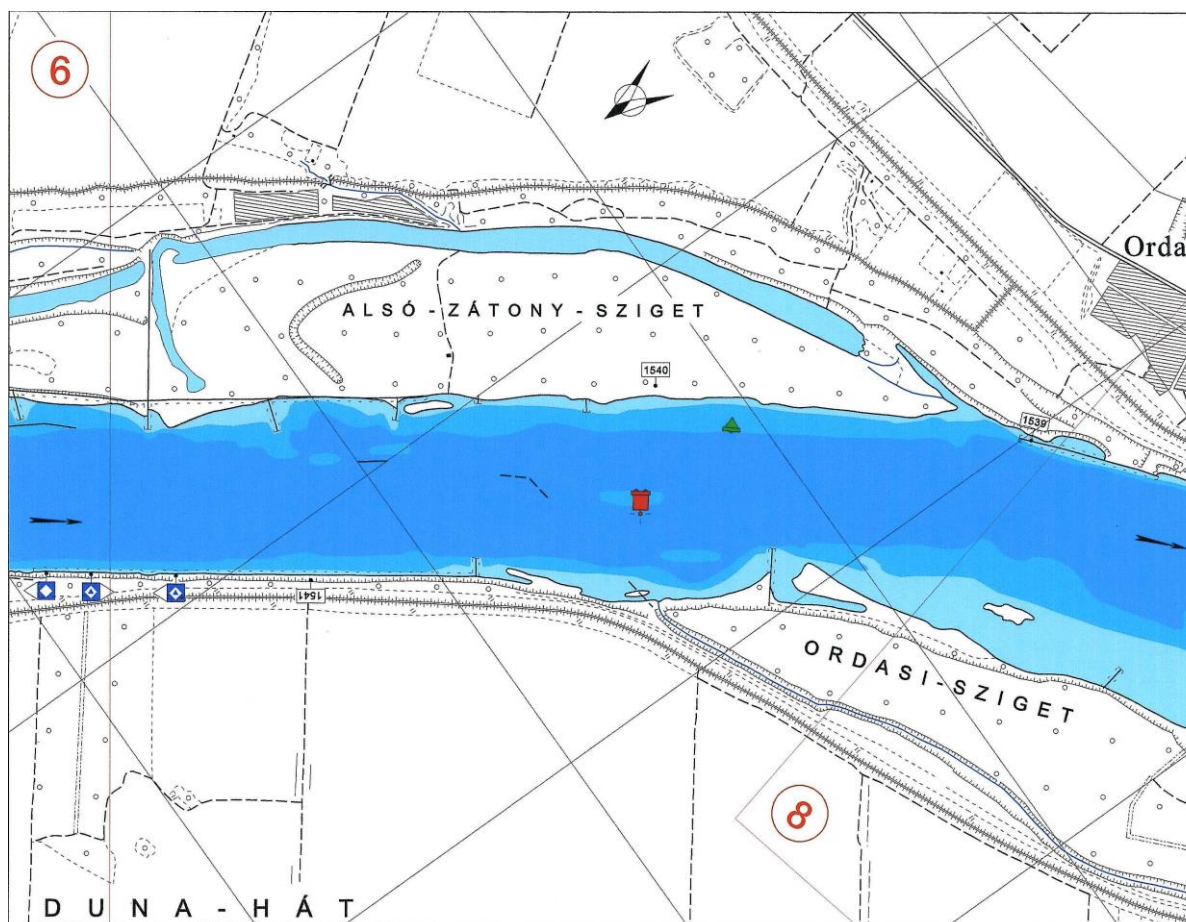 6
Orda
ALSÓ-ZÁTONY-SZIGET
1540
1539
1541
ORDASI-SZIGET
8
DUNA-HÁT